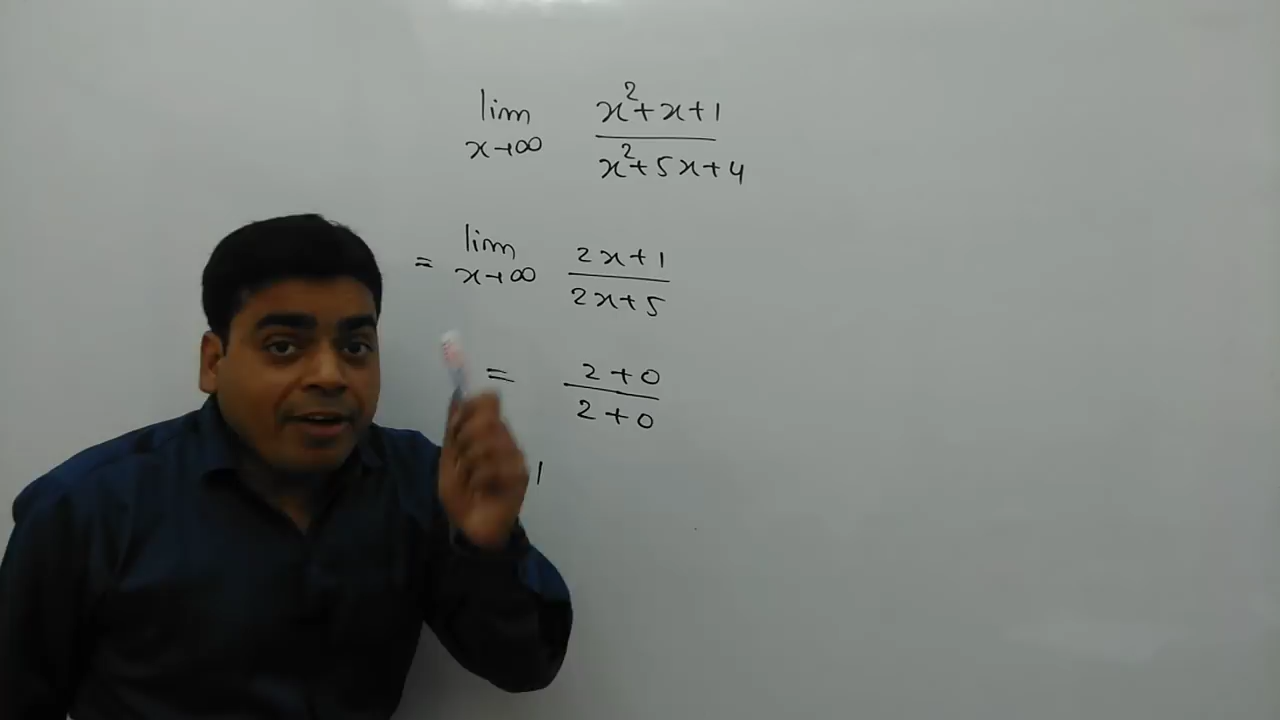 lim x→∞ x²+x+1 / x²+5x+4
= lim x→∞ 2x+1 / 2x+5
= 2+0 / 2+0
1